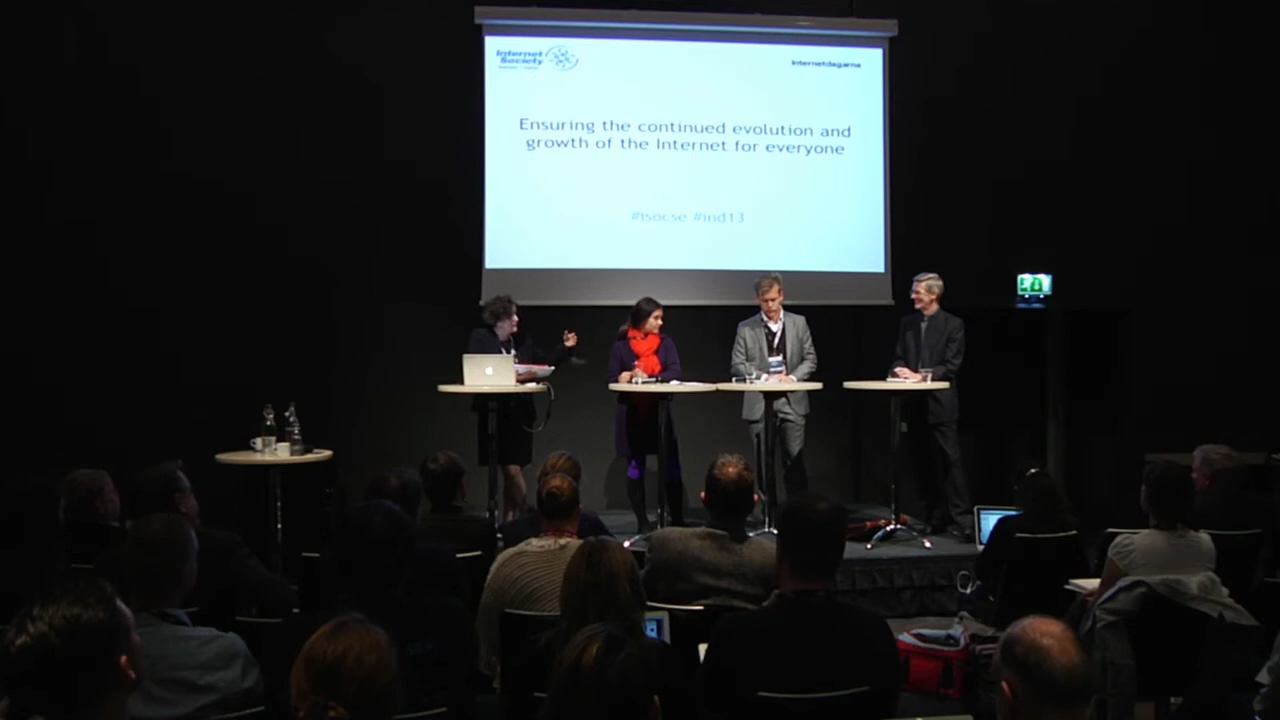 Internet
Society
Internetdagarna
Ensuring the continued evolution and
growth of the Internet for everyone
#isocse #ind13